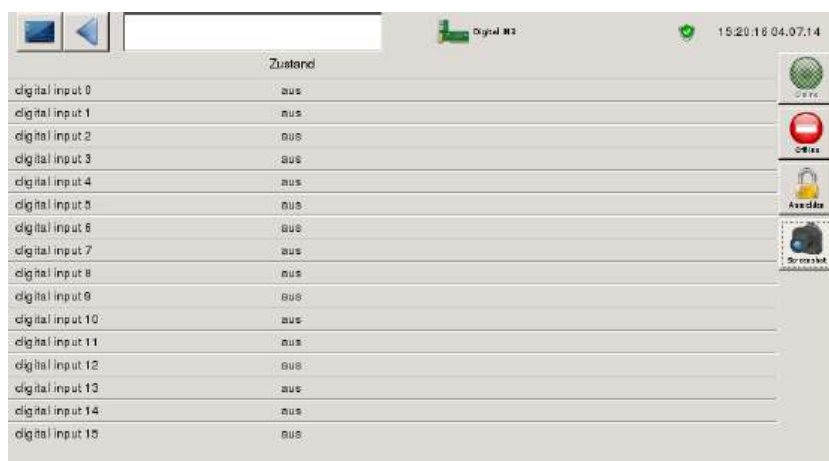 Digital M2
15:20:16 04.07.14
Zustand
digital input 0 aus
digital input 1 aus
digital input 2 aus
digital input 3 aus
digital input 4 aus
digital input 5 aus
digital input 6 aus
digital input 7 aus
digital input 8 aus
digital input 9 aus
digital input 10 aus
digital input 11 aus
digital input 12 aus
digital input 13 aus
digital input 14 aus
digital input 15 aus
Online
Offline
Anmelden
Screenshot